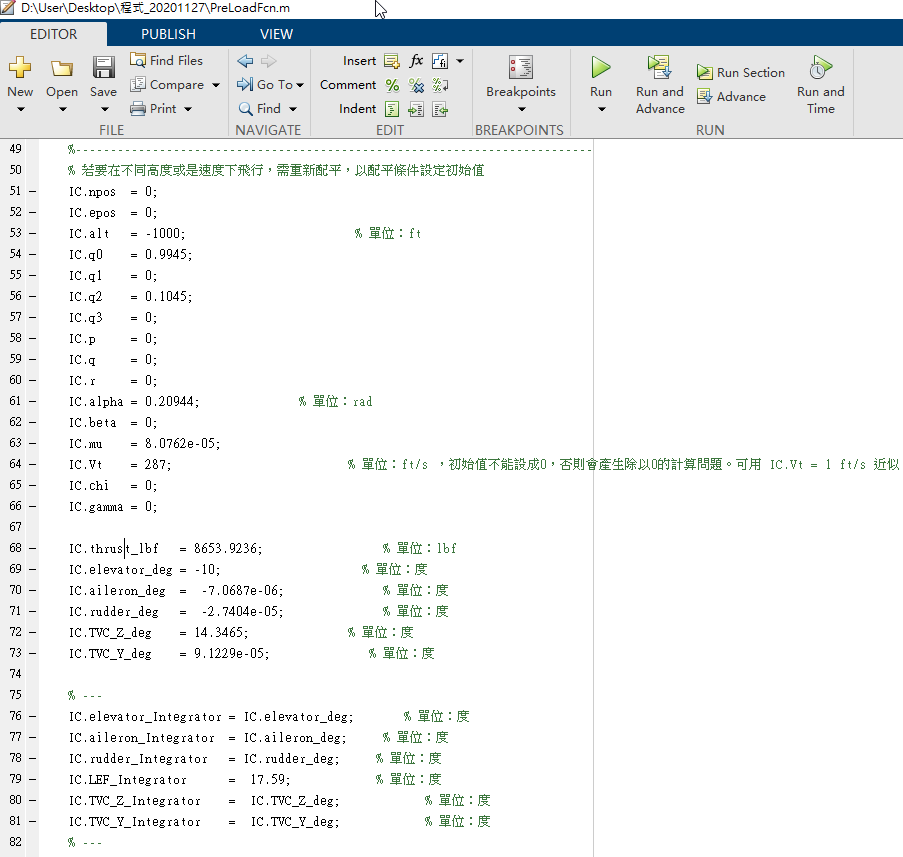 D:\User\Desktop\程式_20201127\PreLoadFcn.m
EDITOR PUBLISH VIEW
New Open Save Find Files Compare Print
FILE
Go To Find
NAVIGATE
Insert fx
Comment %
Indent
EDIT
Breakpoints
BREAKPOINTS
Run Run and Advance Run Section Advance Run and Time
RUN
49 %----------------------------------------------------------------------
50 % 若要在不同高度或是速度下飛行，需重新配平，以配平條件設定初始值
51 – IC.npos = 0;
52 – IC.epos = 0;
53 – IC.alt = -1000; % 單位：ft
54 – IC.q0 = 0.9945;
55 – IC.q1 = 0;
56 – IC.q2 = 0.1045;
57 – IC.q3 = 0;
58 – IC.p = 0;
59 – IC.q = 0;
60 – IC.r = 0;
61 – IC.alpha = 0.20944; % 單位：rad
62 – IC.beta = 0;
63 – IC.mu = 8.0762e-05;
64 – IC.Vt = 287; % 單位：ft/s ，初始值不能設成0，否則會產生除以0的計算問題。可用 IC.Vt = 1 ft/s 近似
65 – IC.chi = 0;
66 – IC.gamma = 0;
67
68 – IC.thrust_lbf = 8653.9236; % 單位：lbf
69 – IC.elevator_deg = -10; % 單位：度
70 – IC.aileron_deg = -7.0687e-06; % 單位：度
71 – IC.rudder_deg = -2.7404e-05; % 單位：度
72 – IC.TVC_Z_deg = 14.3465; % 單位：度
73 – IC.TVC_Y_deg = 9.1229e-05; % 單位：度
74
75 % ---
76 – IC.elevator_Integrator = IC.elevator_deg; % 單位：度
77 – IC.aileron_Integrator = IC.aileron_deg; % 單位：度
78 – IC.rudder_Integrator = IC.rudder_deg; % 單位：度
79 – IC.LEF_Integrator = 17.59; % 單位：度
80 – IC.TVC_Z_Integrator = IC.TVC_Z_deg; % 單位：度
81 – IC.TVC_Y_Integrator = IC.TVC_Y_deg; % 單位：度
82 % ---